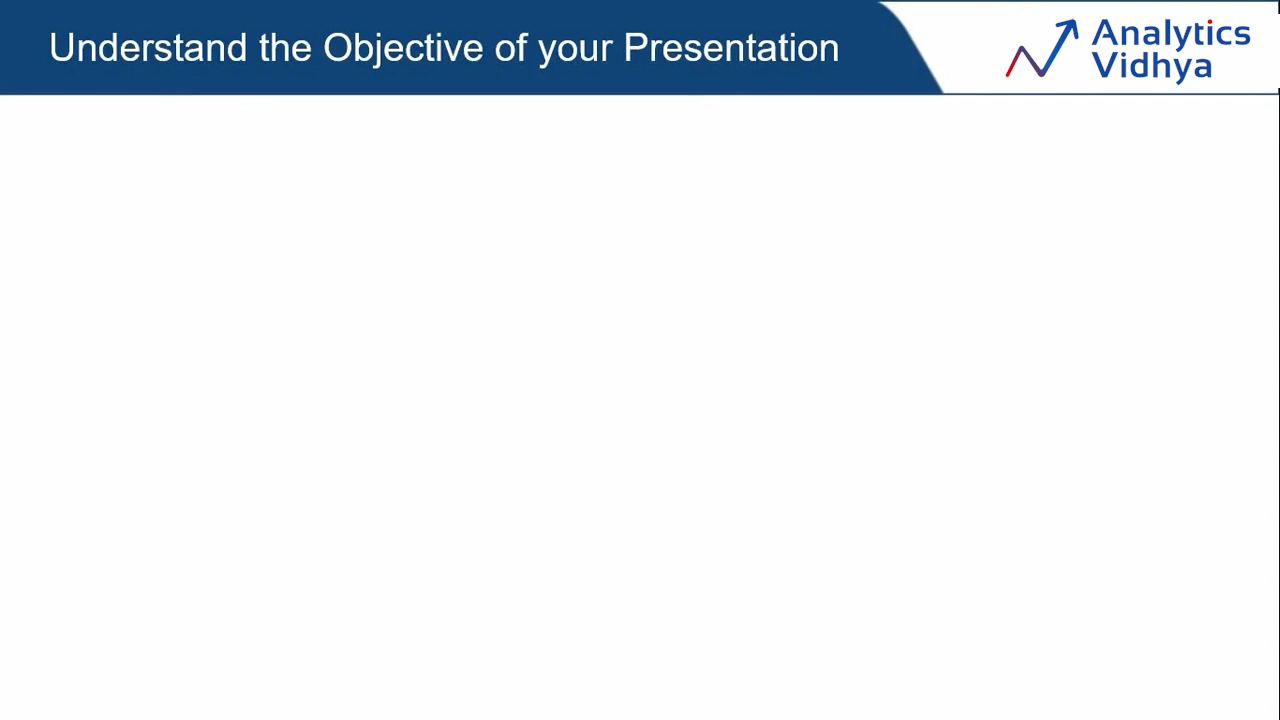 Understand the Objective of your Presentation
Analytics
Vidhya